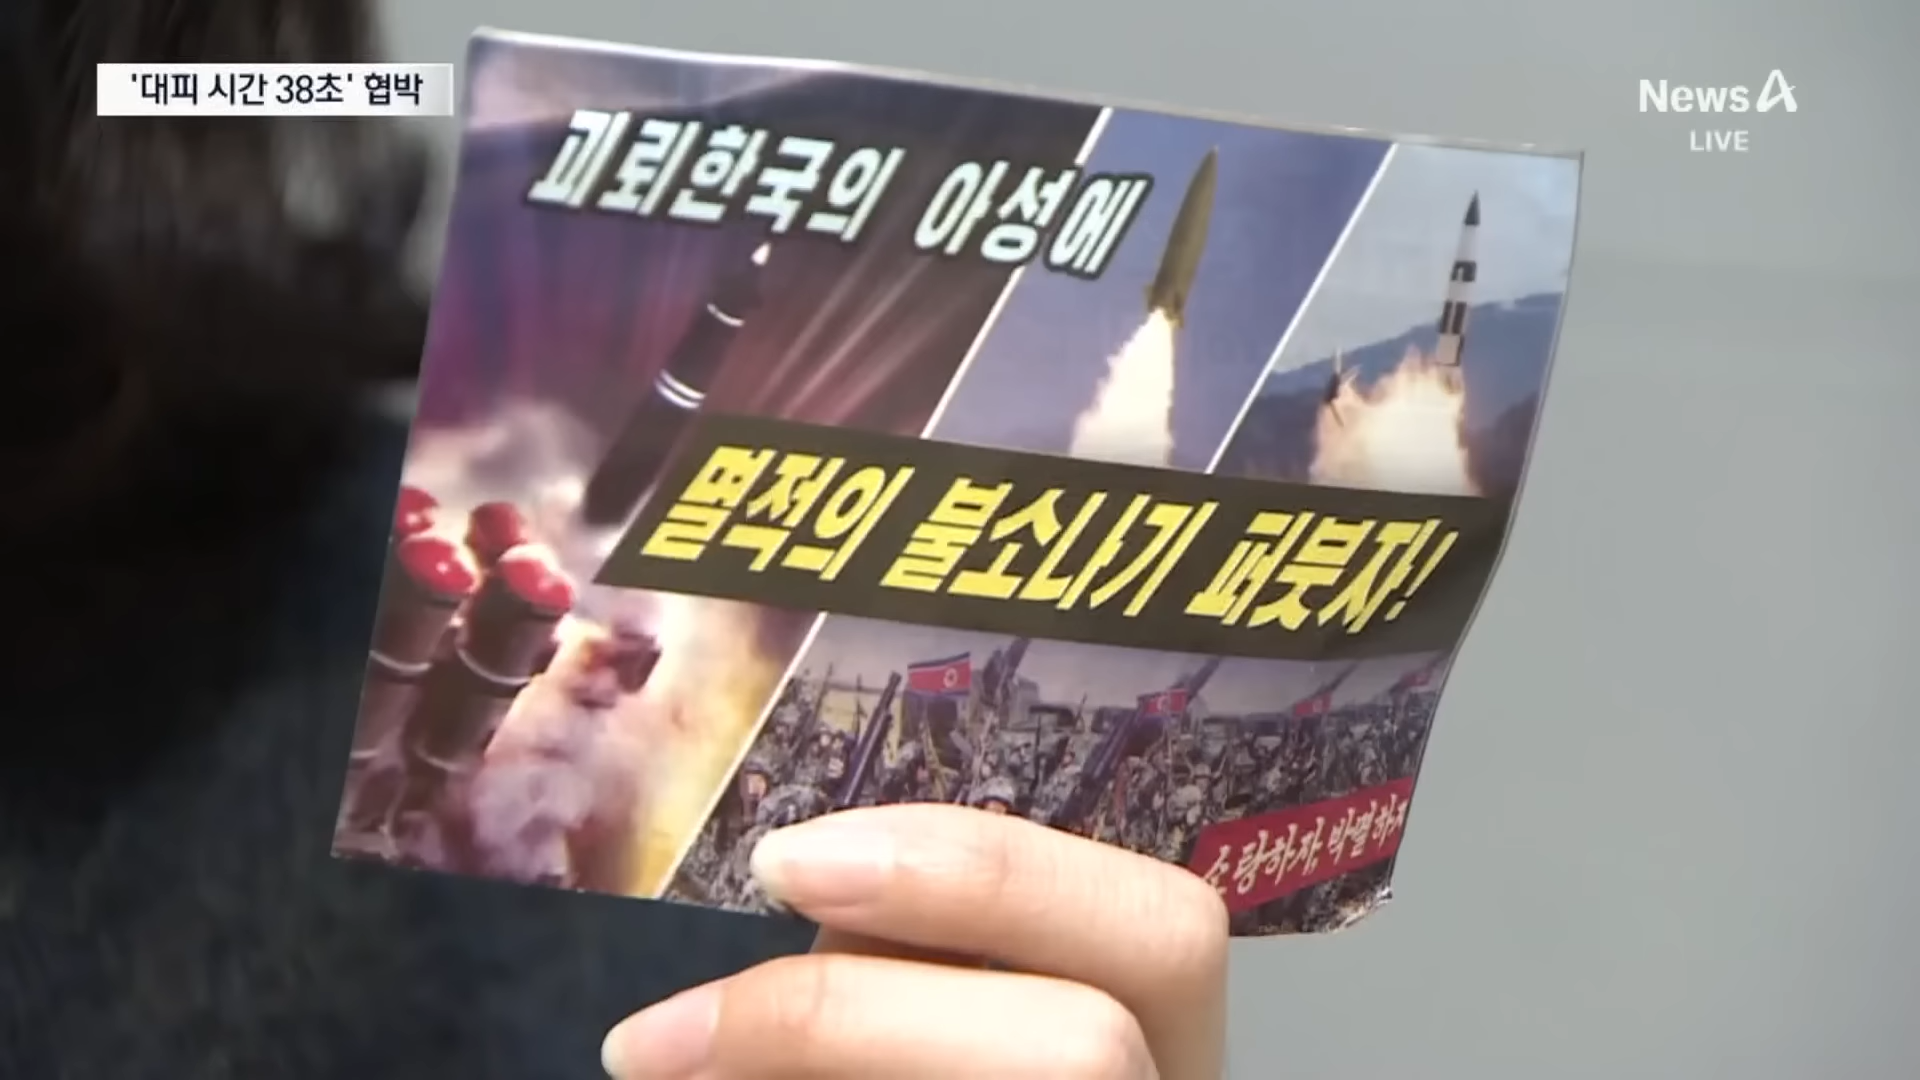 '대피 시간 38초' 협박
News A
LIVE
괴뢰한국의 아성에
멸적의 불소나기 퍼붓자!
소탕하자, 박멸하자